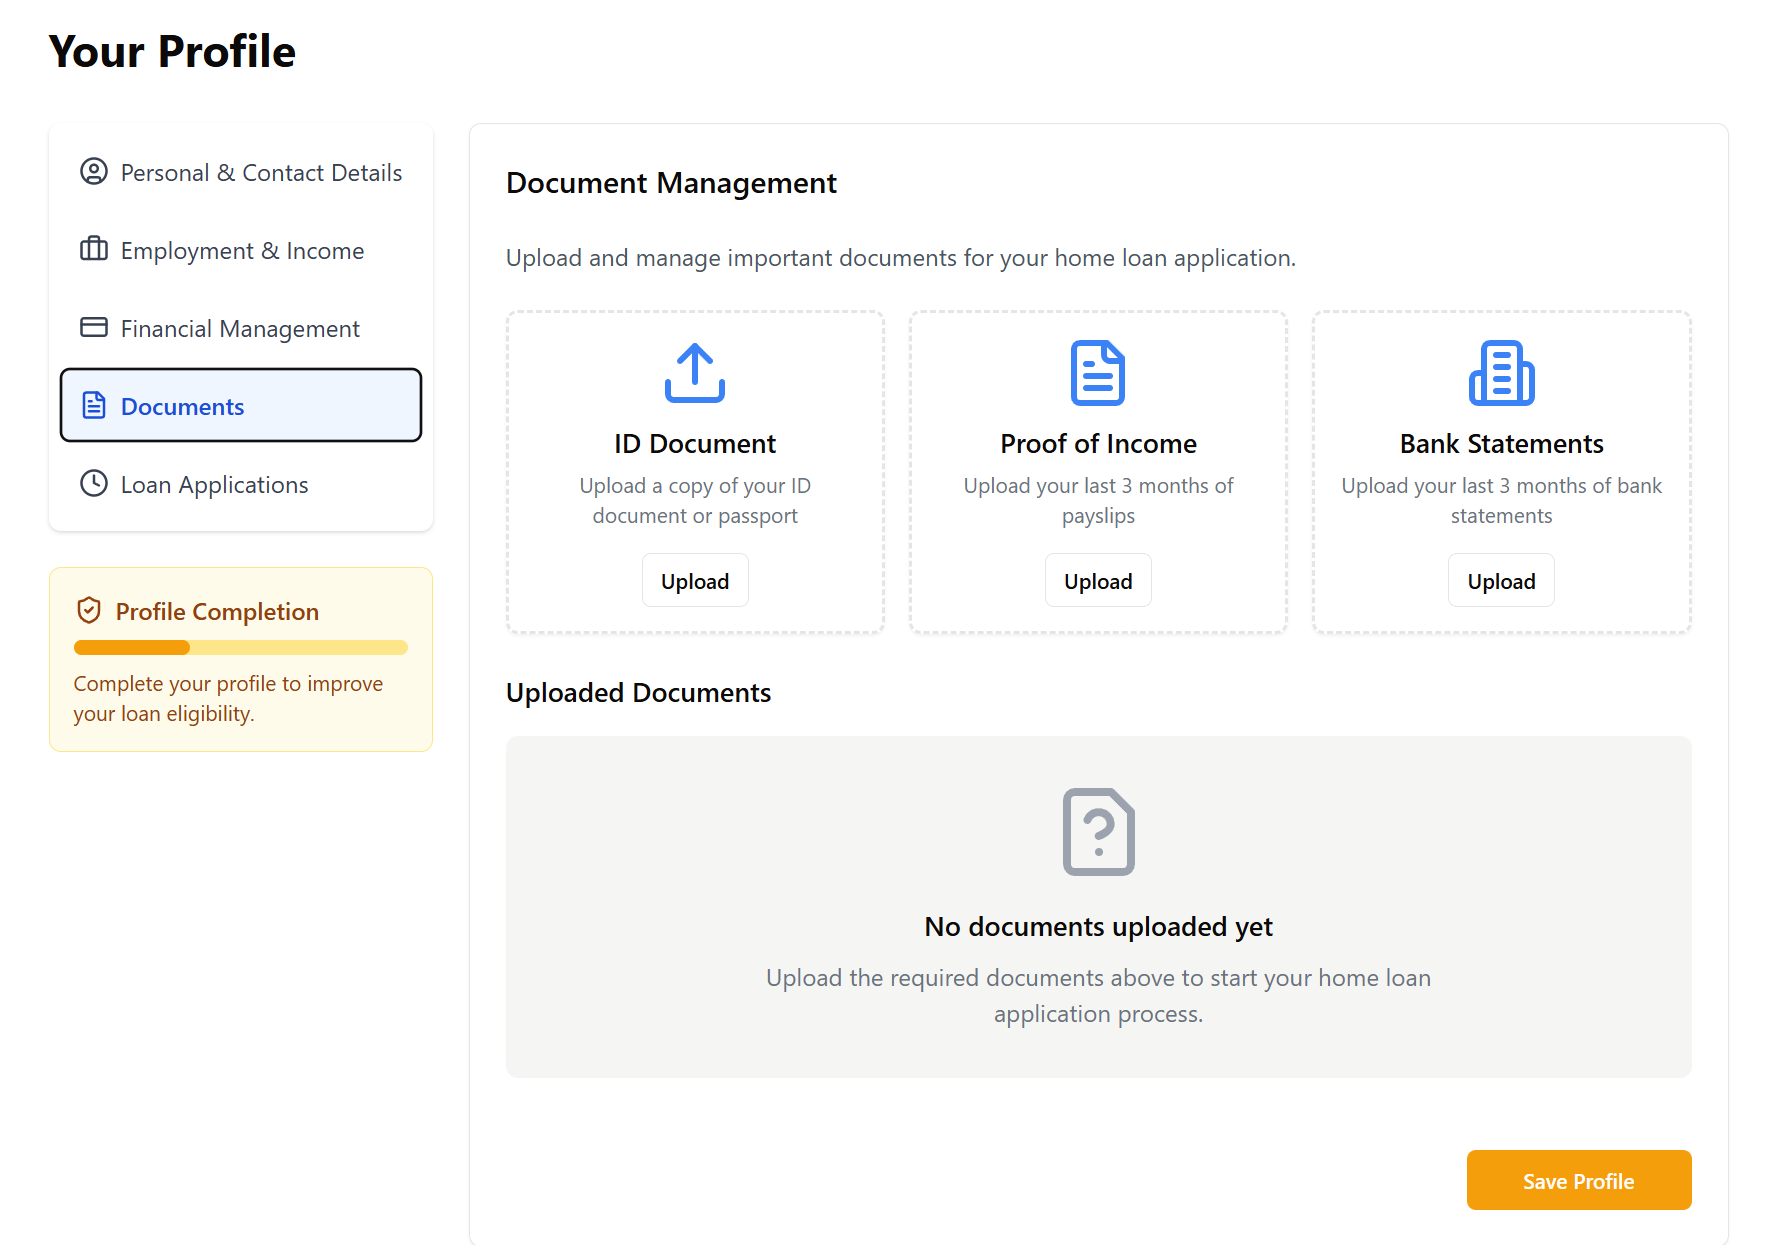 Your Profile
Personal & Contact Details
Employment & Income
Financial Management
Documents
Loan Applications
Profile Completion
Complete your profile to improve
your loan eligibility.
Document Management
Upload and manage important documents for your home loan application.
ID Document
Upload a copy of your ID
document or passport
Upload
Proof of Income
Upload your last 3 months of
payslips
Upload
Bank Statements
Upload your last 3 months of bank
statements
Upload
Uploaded Documents
No documents uploaded yet
Upload the required documents above to start your home loan
application process.
Save Profile